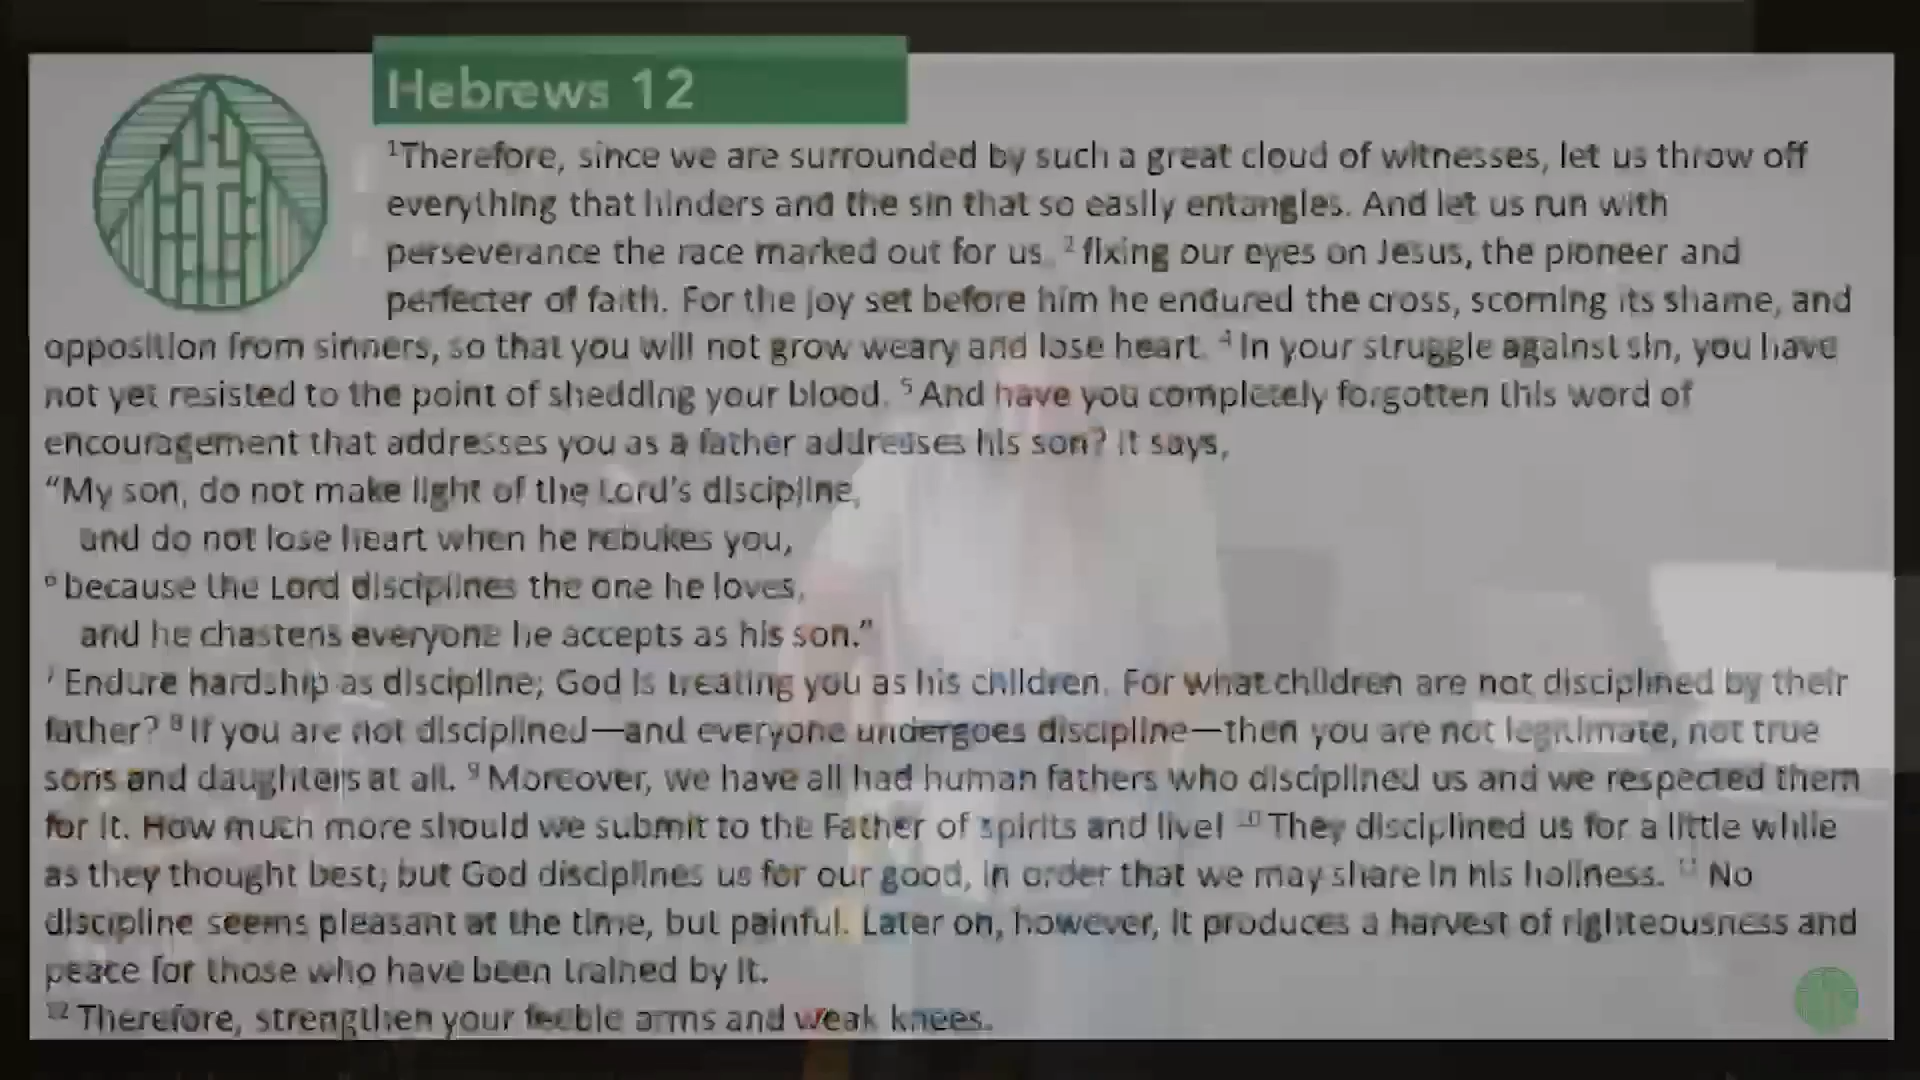 Hebrews 12
¹Therefore, since we are surrounded by such a great cloud of witnesses, let us throw off
everything that hinders and the sin that so easily entangles. And let us run with
perseverance the race marked out for us, ² fixing our eyes on Jesus, the pioneer and
perfecter of faith. For the joy set before him he endured the cross, scorning its shame, and
opposition from sinners, so that you will not grow weary and lose heart. ⁴ In your struggle against sin, you have
not yet resisted to the point of shedding your blood. ⁵ And have you completely forgotten this word of
encouragement that addresses you as a father addresses his son? It says,
“My son, do not make light of the Lord’s discipline,
and do not lose heart when he rebukes you,
⁶ because the Lord disciplines the one he loves,
and he chastens everyone he accepts as his son.”
⁷ Endure hardship as discipline; God is treating you as his children. For what children are not disciplined by their
father? ⁸ If you are not disciplined—and everyone undergoes discipline—then you are not legitimate, not true
sons and daughters at all. ⁹ Moreover, we have all had human fathers who disciplined us and we respected them
for it. How much more should we submit to the Father of spirits and live! ¹⁰ They disciplined us for a little while
as they thought best; but God disciplines us for our good, in order that we may share in his holiness. ¹¹ No
discipline seems pleasant at the time, but painful. Later on, however, it produces a harvest of righteousness and
peace for those who have been trained by it.
¹² Therefore, strengthen your feeble arms and weak knees.